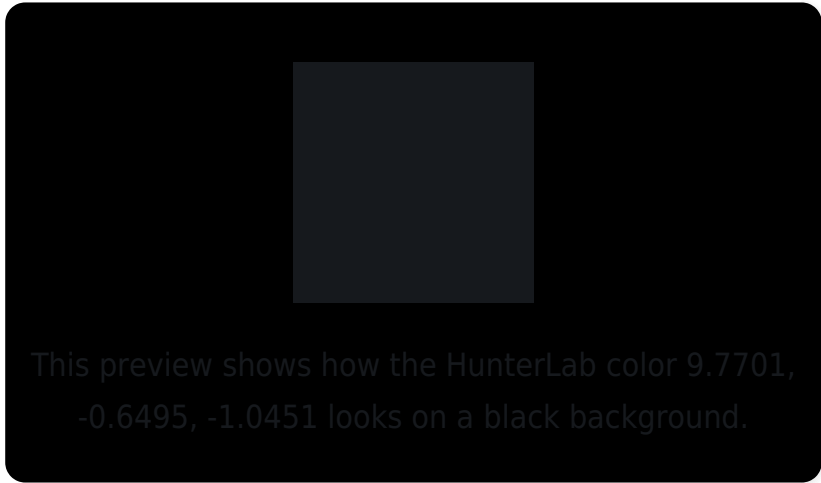 This preview shows how the HunterLab color 9.7701,
-0.6495, -1.0451 looks on a black background.